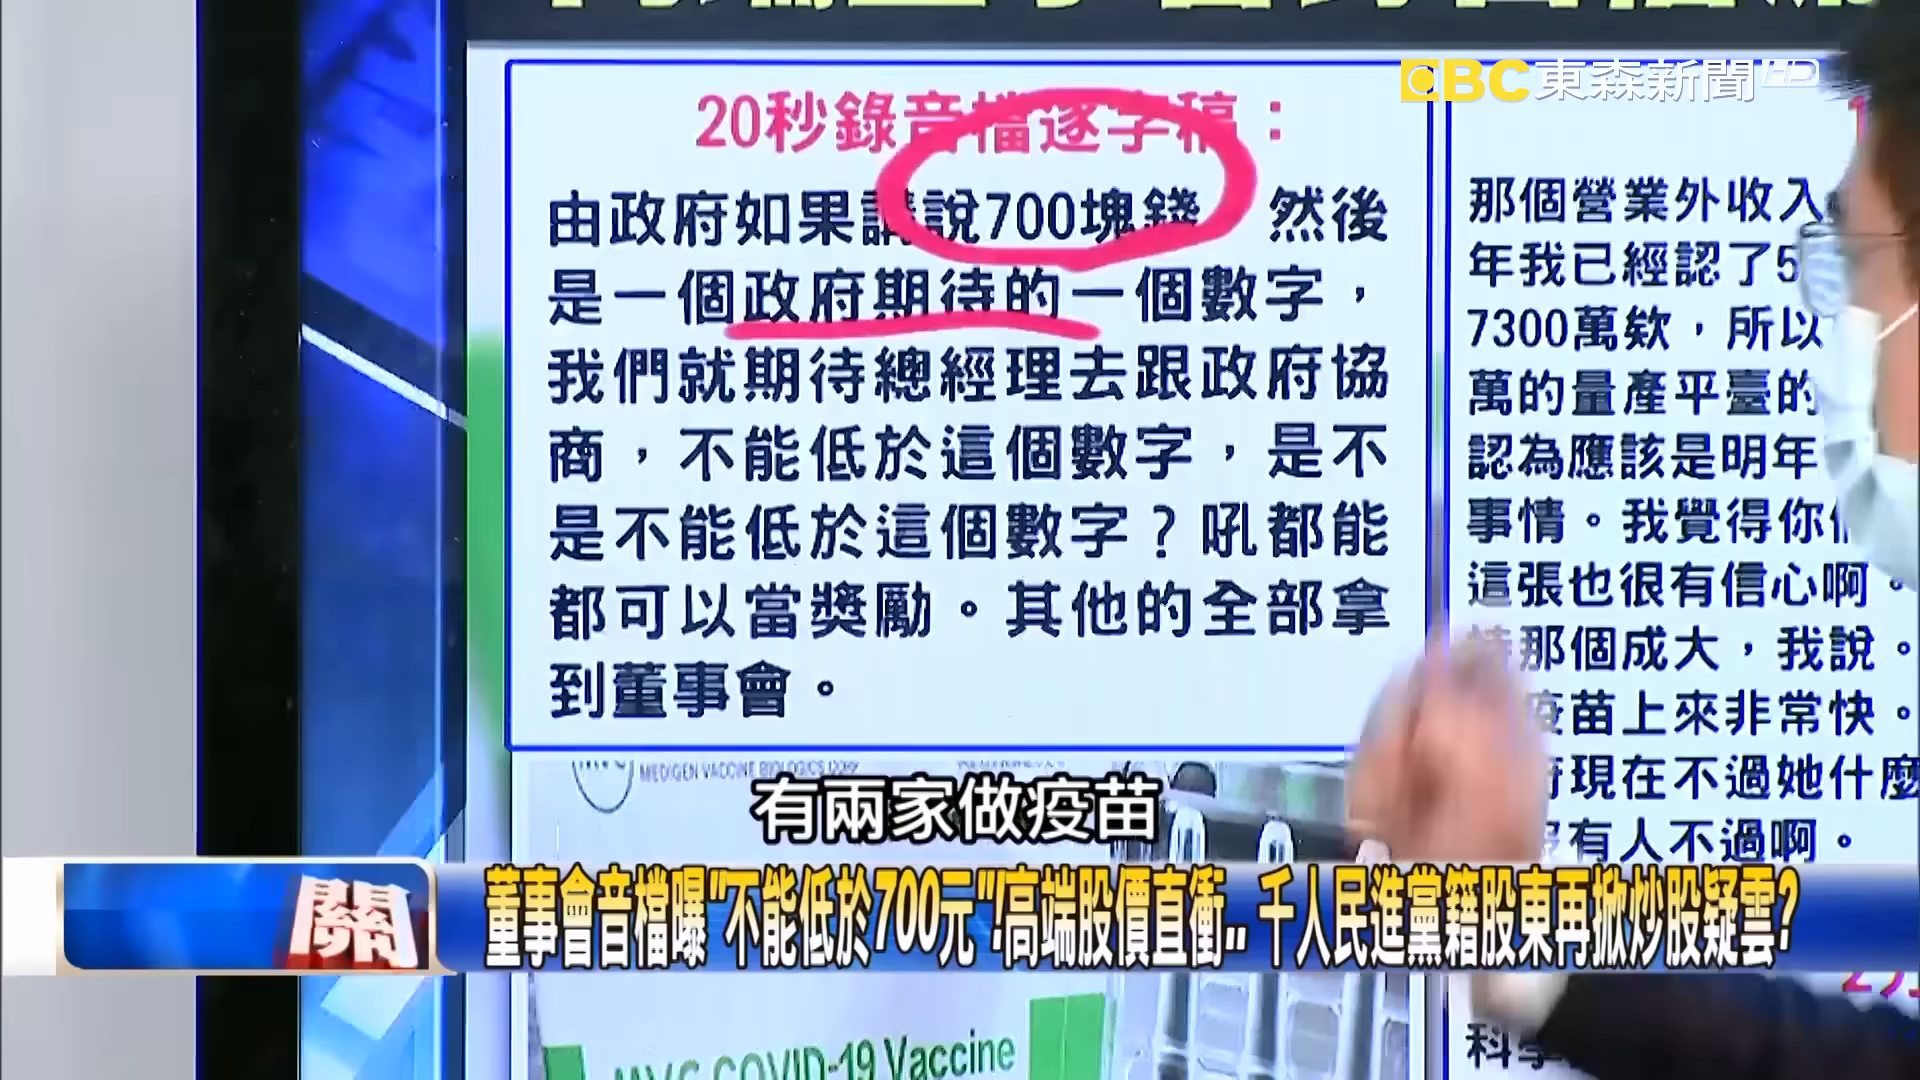 EBC 東森新聞 HD
20秒錄音檔逐字稿：
由政府如果講說700塊錢 然後
是一個政府期待的一個數字，
我們就期待總經理去跟政府協
商，不能低於這個數字，是不
是不能低於這個數字？吼都能
都可以當獎勵。其他的全部拿
到董事會。
那個營業外收入
年我已經認了5
7300萬欸，所以
萬的量產平臺的
認為應該是明年
事情。我覺得你
這張也很有信心啊。
那個成大，我說。
疫苗上來非常快。
現在不過她什麼
有人不過啊。
科學
MEDIGEN VACCINE BIOLOGICS CORP
COVID-19 Vaccine
有兩家做疫苗
關
董事會音檔曝"不能低於700元"!高端股價直衝.. 千人民進黨籍股東再掀炒股疑雲?